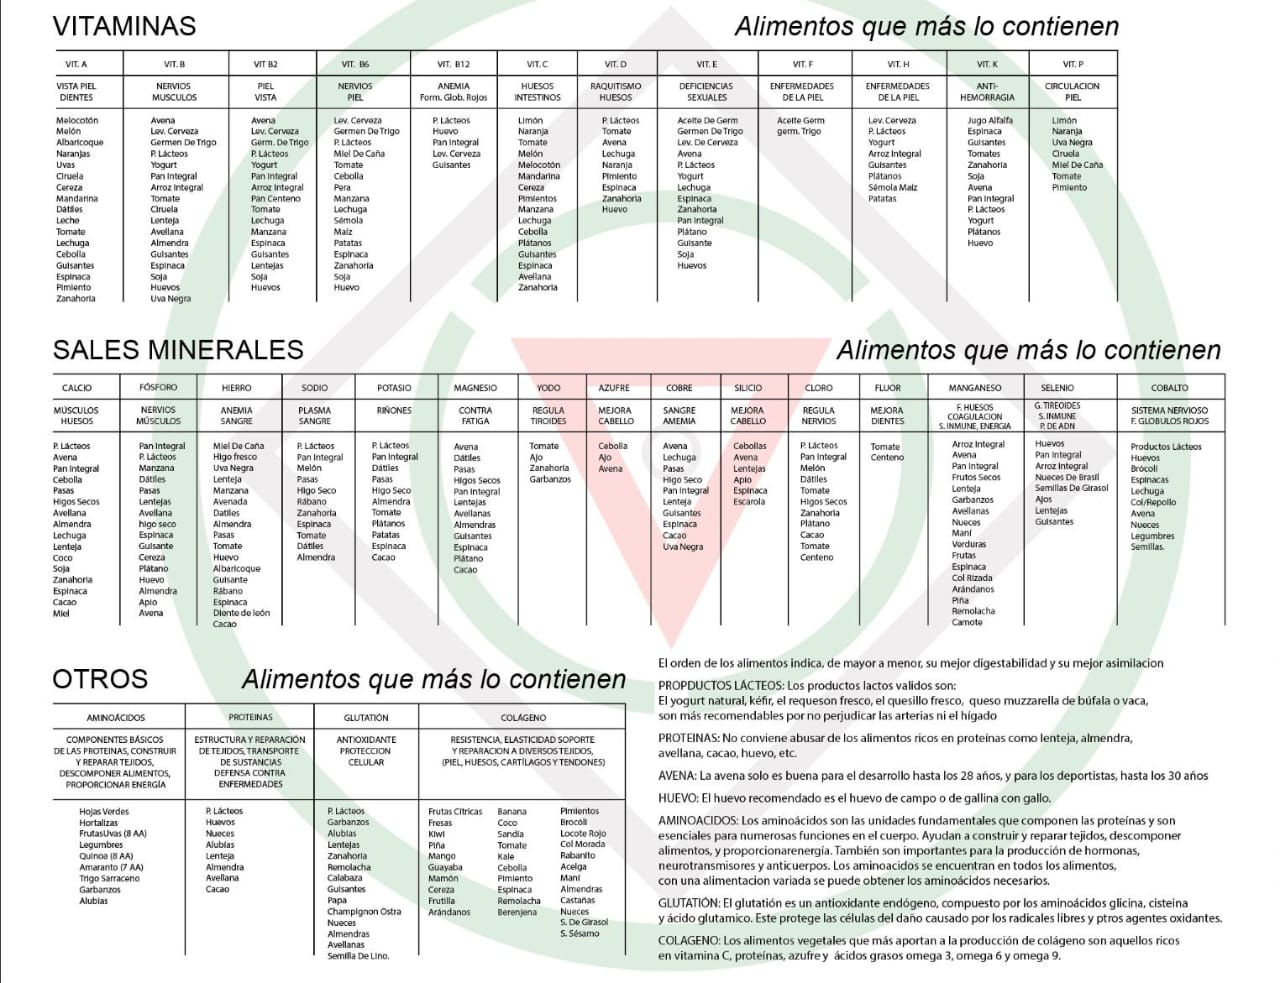 VITAMINAS
Alimentos que más lo contienen
VIT. A
VISTA PIEL
DIENTES
Melocotón
Melón
Albaricoque
Naranjas
Uvas
Ciruela
Cereza
Mandarina
Dátiles
Leche
Tomate
Lechuga
Cebolla
Guisantes
Espinaca
Pimiento
Zanahoria
VIT. B
NERVIOS
MUSCULOS
Avena
Lev. Cerveza
Germen De Trigo
P. Lácteos
Yogurt
Pan Integral
Arroz Integral
Tomate
Ciruela
Lenteja
Avellana
Almendra
Guisantes
Espinaca
Soja
Huevos
Uva Negra
VIT B2
PIEL
VISTA
Avena
Lev. Cerveza
Germ. De Trigo
P. Lácteos
Yogurt
Pan Integral
Arroz Integral
Pan Centeno
Tomate
Lechuga
Manzana
Espinaca
Guisantes
Lentejas
Soja
Huevos
VIT. B6
NERVIOS
PIEL
Lev. Cerveza
Germen De Trigo
P. Lácteos
Miel De Caña
Tomate
Cebolla
Pera
Manzana
Lechuga
Sémola
Maíz
Patatas
Espinaca
Zanahoria
Soja
Huevo
VIT. B12
ANEMIA
Form. Glob. Rojos
P. Lácteos
Huevo
Pan Integral
Lev. Cerveza
Guisantes
VIT. C
HUESOS
INTESTINOS
Limón
Naranja
Tomate
Melón
Melocotón
Mandarina
Cereza
Pimientos
Manzana
Lechuga
Cebolla
Plátanos
Guisantes
Espinaca
Avellana
Zanahoria
VIT. D
RAQUITISMO
HUESOS
P. Lácteos
Tomate
Avena
Lechuga
Naranja
Pimiento
Espinaca
Zanahoria
Huevo
VIT. E
DEFICIENCIAS
SEXUALES
Aceite De Germ
Germen De Trigo
Lev. De Cerveza
Avena
P. Lácteos
Yogurt
Lechuga
Espinaca
Zanahoria
Pan Integral
Plátano
Guisante
Soja
Huevos
VIT. F
ENFERMEDADES
DE LA PIEL
Aceite Germ
germ. Trigo
VIT. H
ENFERMEDADES
DE LA PIEL
Lev. Cerveza
P. Lácteos
Yogurt
Arroz Integral
Guisantes
Plátanos
Sémola Maíz
Patatas
VIT. K
ANTI-
HEMORRAGIA
Jugo Alfalfa
Espinaca
Guisantes
Tomates
Zanahoria
Soja
Avena
Pan Integral
P. Lácteos
Yogurt
Plátanos
Huevo
VIT. P
CIRCULACION
PIEL
Limón
Naranja
Uva Negra
Ciruela
Miel De Caña
Tomate
Pimiento
SALES MINERALES
Alimentos que más lo contienen
CALCIO
MÚSCULOS
HUESOS
P. Lácteos
Avena
Pan Integral
Cebolla
Pasas
Higos Secos
Avellana
Almendra
Lechuga
Lenteja
Coco
Soja
Zanahoria
Espinaca
Cacao
Miel
FÓSFORO
NERVIOS
MÚSCULOS
Pan Integral
P. Lácteos
Manzana
Dátiles
Pasas
Lentejas
Avellana
higo seco
Espinaca
Guisante
Cereza
Plátano
Huevo
Almendra
Apio
Avena
HIERRO
ANEMIA
SANGRE
Miel De Caña
Higo fresco
Uva Negra
Lenteja
Manzana
Avenada
Datiles
Almendra
Pasas
Tomate
Huevo
Albaricoque
Guisante
Rábano
Espinaca
Diente de león
Cacao
SODIO
PLASMA
SANGRE
P. Lácteos
Pan Integral
Melón
Pasas
Higo Seco
Rábano
Zanahoria
Espinaca
Tomate
Dátiles
Almendra
POTASIO
RIÑONES
P. Lácteos
Pan Integral
Dátiles
Pasas
Higo Secos
Almendra
Tomate
Plátanos
Patatas
Espinaca
Cacao
MAGNESIO
CONTRA
FATIGA
Avena
Dátiles
Pasas
Higos Secos
Pan Integral
Lentejas
Avellanas
Almendras
Guisantes
Espinaca
Plátano
Cacao
YODO
REGULA
TIROIDES
Tomate
Ajo
Zanahoria
Garbanzos
AZUFRE
MEJORA
CABELLO
Cebolla
Ajo
Avena
COBRE
SANGRE
AMEMIA
Avena
Lechuga
Pasas
Higo Seco
Pan Integral
Lenteja
Guisantes
Espinaca
Cacao
Uva Negra
SILICIO
MEJORA
CABELLO
Cebollas
Avena
Lentejas
Apio
Espinaca
Escarola
CLORO
REGULA
NERVIOS
P. Lácteos
Pan Integral
Melón
Dátiles
Tomate
Higos Secos
Zanahoria
Plátano
Cacao
Tomate
Centeno
FLUOR
MEJORA
DIENTES
Tomate
Centeno
MANGANESO
F. HUESOS
COAGULACION
S. INMUNE, ENERGIA
Arroz Integral
Avena
Pan Integral
Frutos Secos
Lenteja
Garbanzos
Avellanas
Nueces
Maní
Verduras
Frutas
Espinaca
Col Rizada
Arándanos
Piña
Remolacha
Camote
SELENIO
G. TIREOIDES
S. INMUNE
P. DE ADN
Huevos
Pan Integral
Arroz Integral
Nueces De Brasil
Semillas De Girasol
Ajos
Lentejas
Guisantes
COBALTO
SISTEMA NERVIOSO
F. GLOBULOS ROJOS
Productos Lácteos
Huevos
Brócoli
Espinacas
Lechuga
Col/Repollo
Avena
Nueces
Legumbres
Semillas.
OTROS
Alimentos que más lo contienen
AMINOÁCIDOS
COMPONENTES BÁSICOS
DE LAS PROTEINAS, CONSTRUIR
Y REPARAR TEJIDOS,
DESCOMPONER ALIMENTOS,
PROPORCIONAR ENERGÍA
Hojas Verdes
Hortalizas
FrutasUvas (8 AA)
Legumbres
Quinoa (8 AA)
Amaranto (7 AA)
Trigo Sarraceno
Garbanzos
Alubias
PROTEINAS
ESTRUCTURA Y REPARACIÓN
DE TEJIDOS, TRANSPORTE
DE SUSTANCIAS
DEFENSA CONTRA
ENFERMEDADES
P. Lácteos
Huevos
Nueces
Alubias
Lenteja
Almendra
Avellana
Cacao
GLUTATIÓN
ANTIOXIDANTE
PROTECCION
CELULAR
P. Lácteos
Garbanzos
Alubias
Lentejas
Zanahoria
Remolacha
Calabaza
Guisantes
Papa
Champignon Ostra
Nueces
Almendras
Avellanas
Semilla De Lino.
COLÁGENO
RESISTENCIA, ELASTICIDAD SOPORTE
Y REPARACION A DIVERSOS TEJIDOS,
(PIEL, HUESOS, CARTÍLAGOS Y TENDONES)
Frutas Cítricas
Fresas
Kiwi
Piña
Mango
Guayaba
Mamón
Cereza
Frutilla
Arándanos
Banana
Coco
Sandía
Tomate
Kale
Cebolla
Pimiento
Espinaca
Remolacha
Berenjena
Pimientos
Brocóli
Locote Rojo
Col Morada
Rabanito
Acelga
Maní
Almendras
Castañas
Nueces
S. De Girasol
S. Sésamo
El orden de los alimentos indica, de mayor a menor, su mejor digestabilidad y su mejor asimilacion
PROPDUCTOS LÁCTEOS: Los productos lactos validos son:
El yogurt natural, kéfir, el requeson fresco, el quesillo fresco, queso muzzarella de búfala o vaca,
son más recomendables por no perjudicar las arterias ni el hígado
PROTEINAS: No conviene abusar de los alimentos ricos en proteínas como lenteja, almendra,
avellana, cacao, huevo, etc.
AVENA: La avena solo es buena para el desarrollo hasta los 28 años, y para los deportistas, hasta los 30 años
HUEVO: El huevo recomendado es el huevo de campo o de gallina con gallo.
AMINOACIDOS: Los aminoácidos son las unidades fundamentales que componen las proteínas y son
esenciales para numerosas funciones en el cuerpo. Ayudan a construir y reparar tejidos, descomponer
alimentos, y proporcionarenergía. También son importantes para la producción de hormonas,
neurotransmisores y anticuerpos. Los aminoacidos se encuentran en todos los alimentos,
con una alimentacion variada se puede obtener los aminoácidos necesarios.
GLUTATIÓN: El glutatión es un antioxidante endógeno, compuesto por los aminoácidos glicina, cisteina
y ácido glutamico. Este protege las células del daño causado por los radicales libres y ptros agentes oxidantes.
COLAGENO: Los alimentos vegetales que más aportan a la producción de colágeno son aquellos ricos
en vitamina C, proteínas, azufre y ácidos grasos omega 3, omega 6 y omega 9.